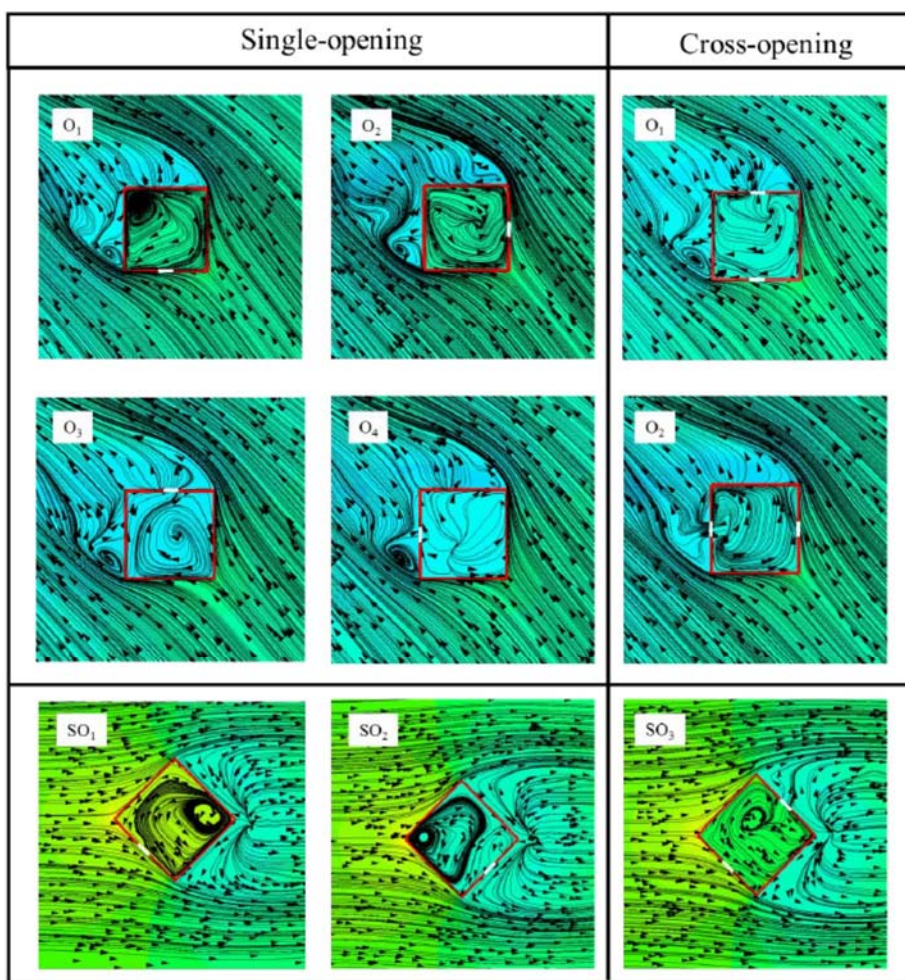 Single-opening
Cross-opening
O₁
O₂
O₁
O₃
O₄
O₂
SO₁
SO₂
SO₃